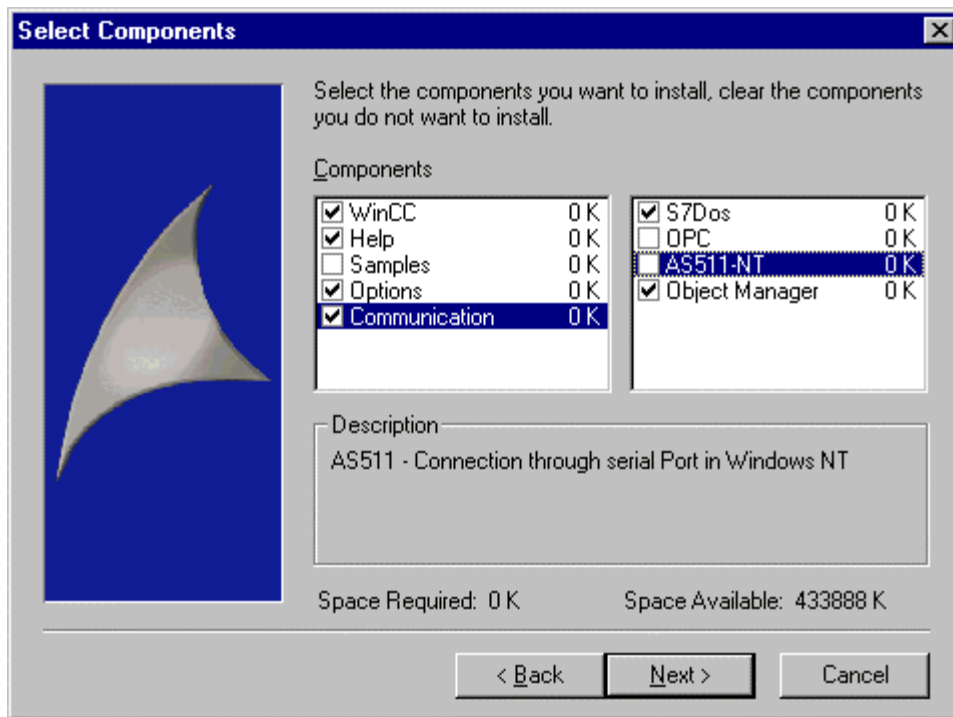 Select Components
Select the components you want to install, clear the components
you do not want to install.
Components
WinCC 0 K
Help 0 K
Samples 0 K
Options 0 K
Communication 0 K
S7Dos 0 K
OPC 0 K
AS511-NT 0 K
Object Manager 0 K
Description
AS511 - Connection through serial Port in Windows NT
Space Required: 0 K
Space Available: 433888 K
< Back
Next >
Cancel